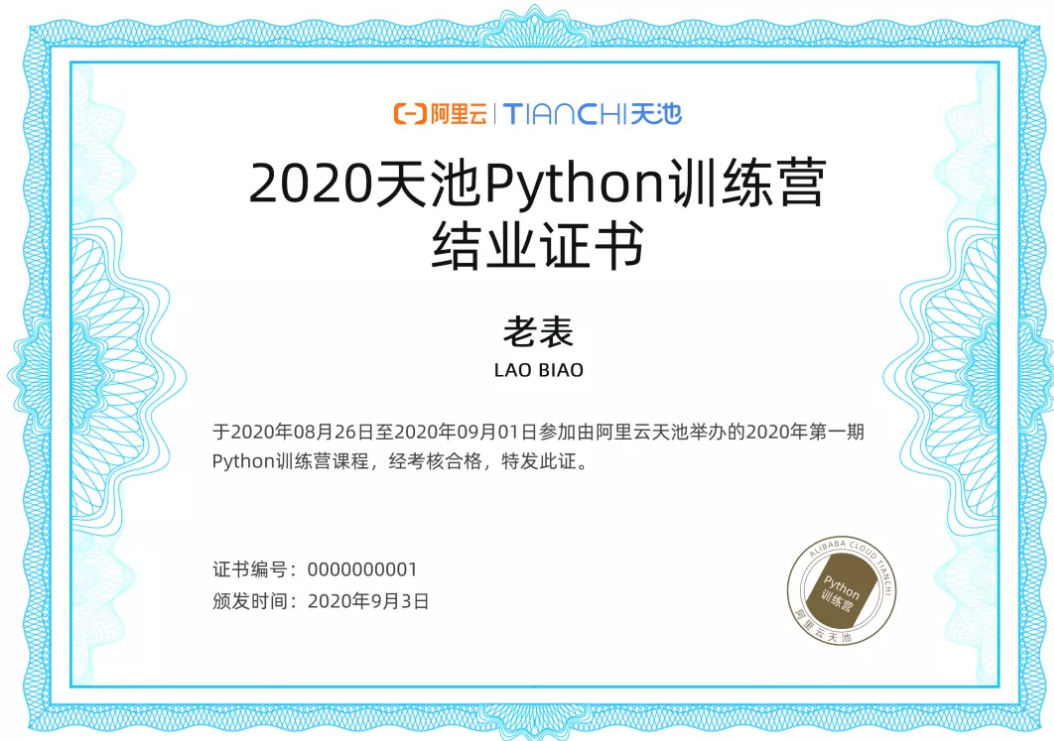 阿里云 | TIANCHI天池
2020天池Python训练营
结业证书
老表
LAO BIAO
于2020年08月26日至2020年09月01日参加由阿里云天池举办的2020年第一期
Python训练营课程，经考核合格，特发此证。
证书编号：0000000001
颁发时间：2020年9月3日
ALIBABA CLOUD TIANCHI
Python
训练营
阿里云天池